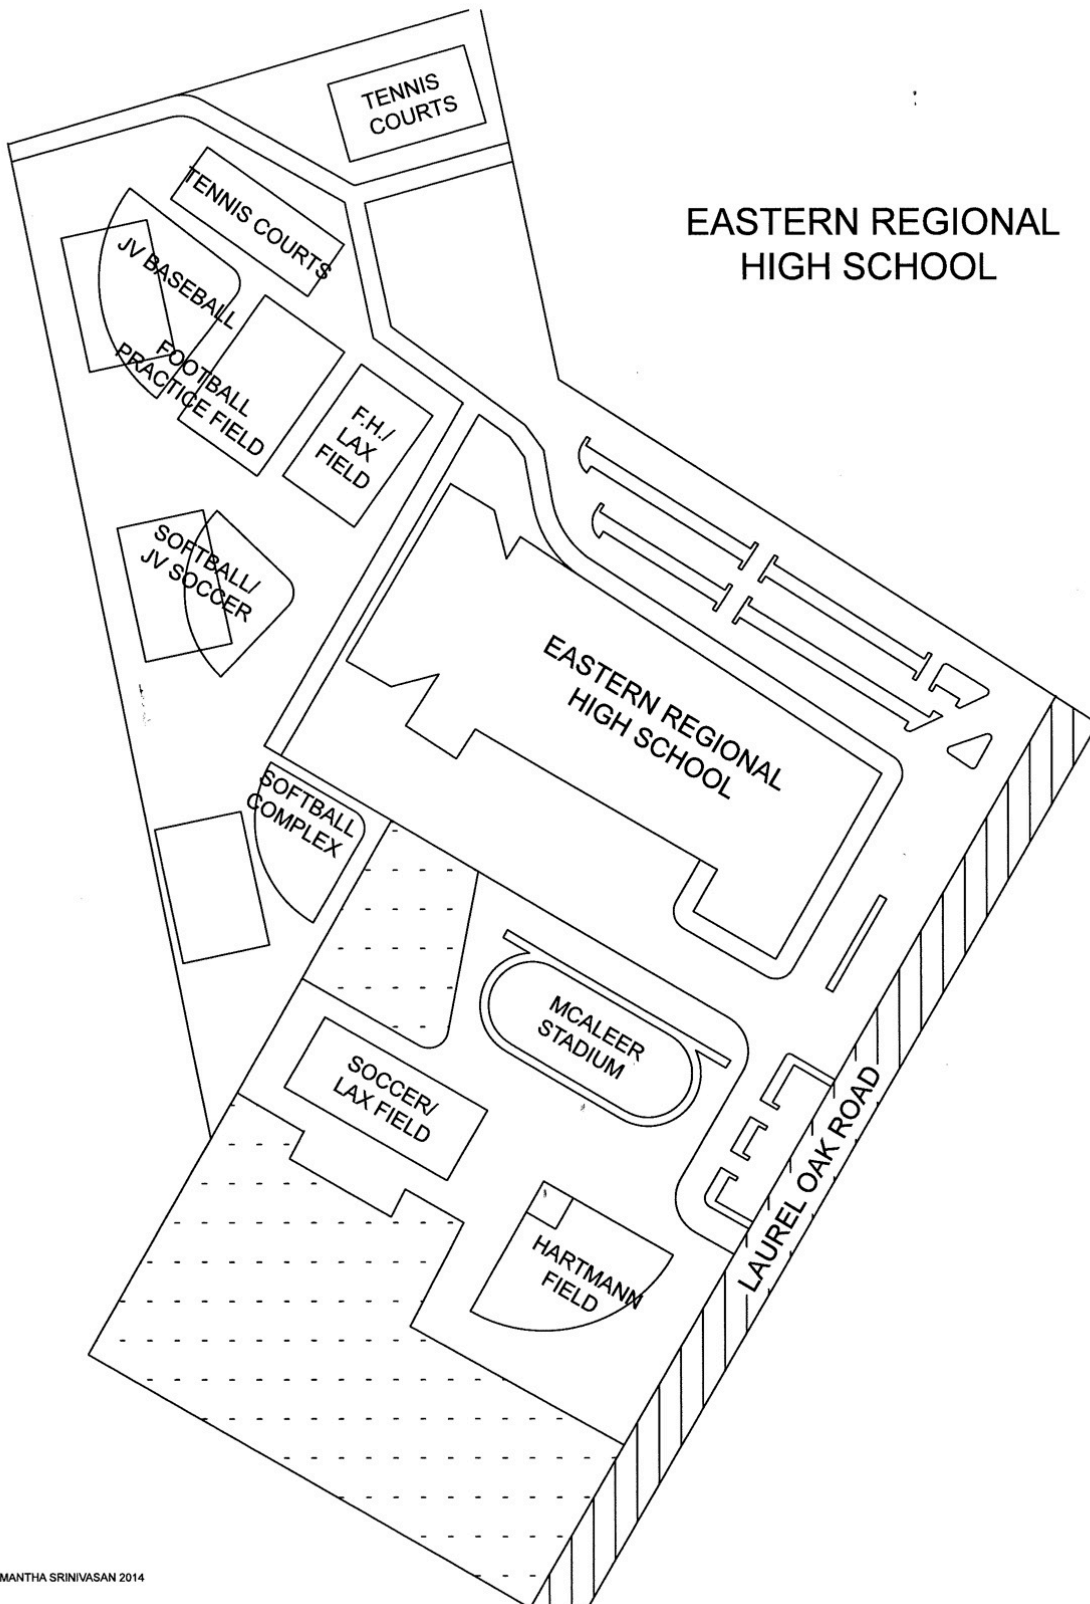 TENNIS
COURTS
EASTERN REGIONAL
HIGH SCHOOL
TENNIS COURTS
JV BASEBALL
FOOTBALL
PRACTICE FIELD
F.H./
LAX
FIELD
SOFTBALL/
JV SOCCER
EASTERN REGIONAL
HIGH SCHOOL
SOFTBALL
COMPLEX
MCALEER
STADIUM
SOCCER/
LAX FIELD
LAUREL OAK ROAD
HARTMANN
FIELD
MANTHA SRINIVASAN 2014